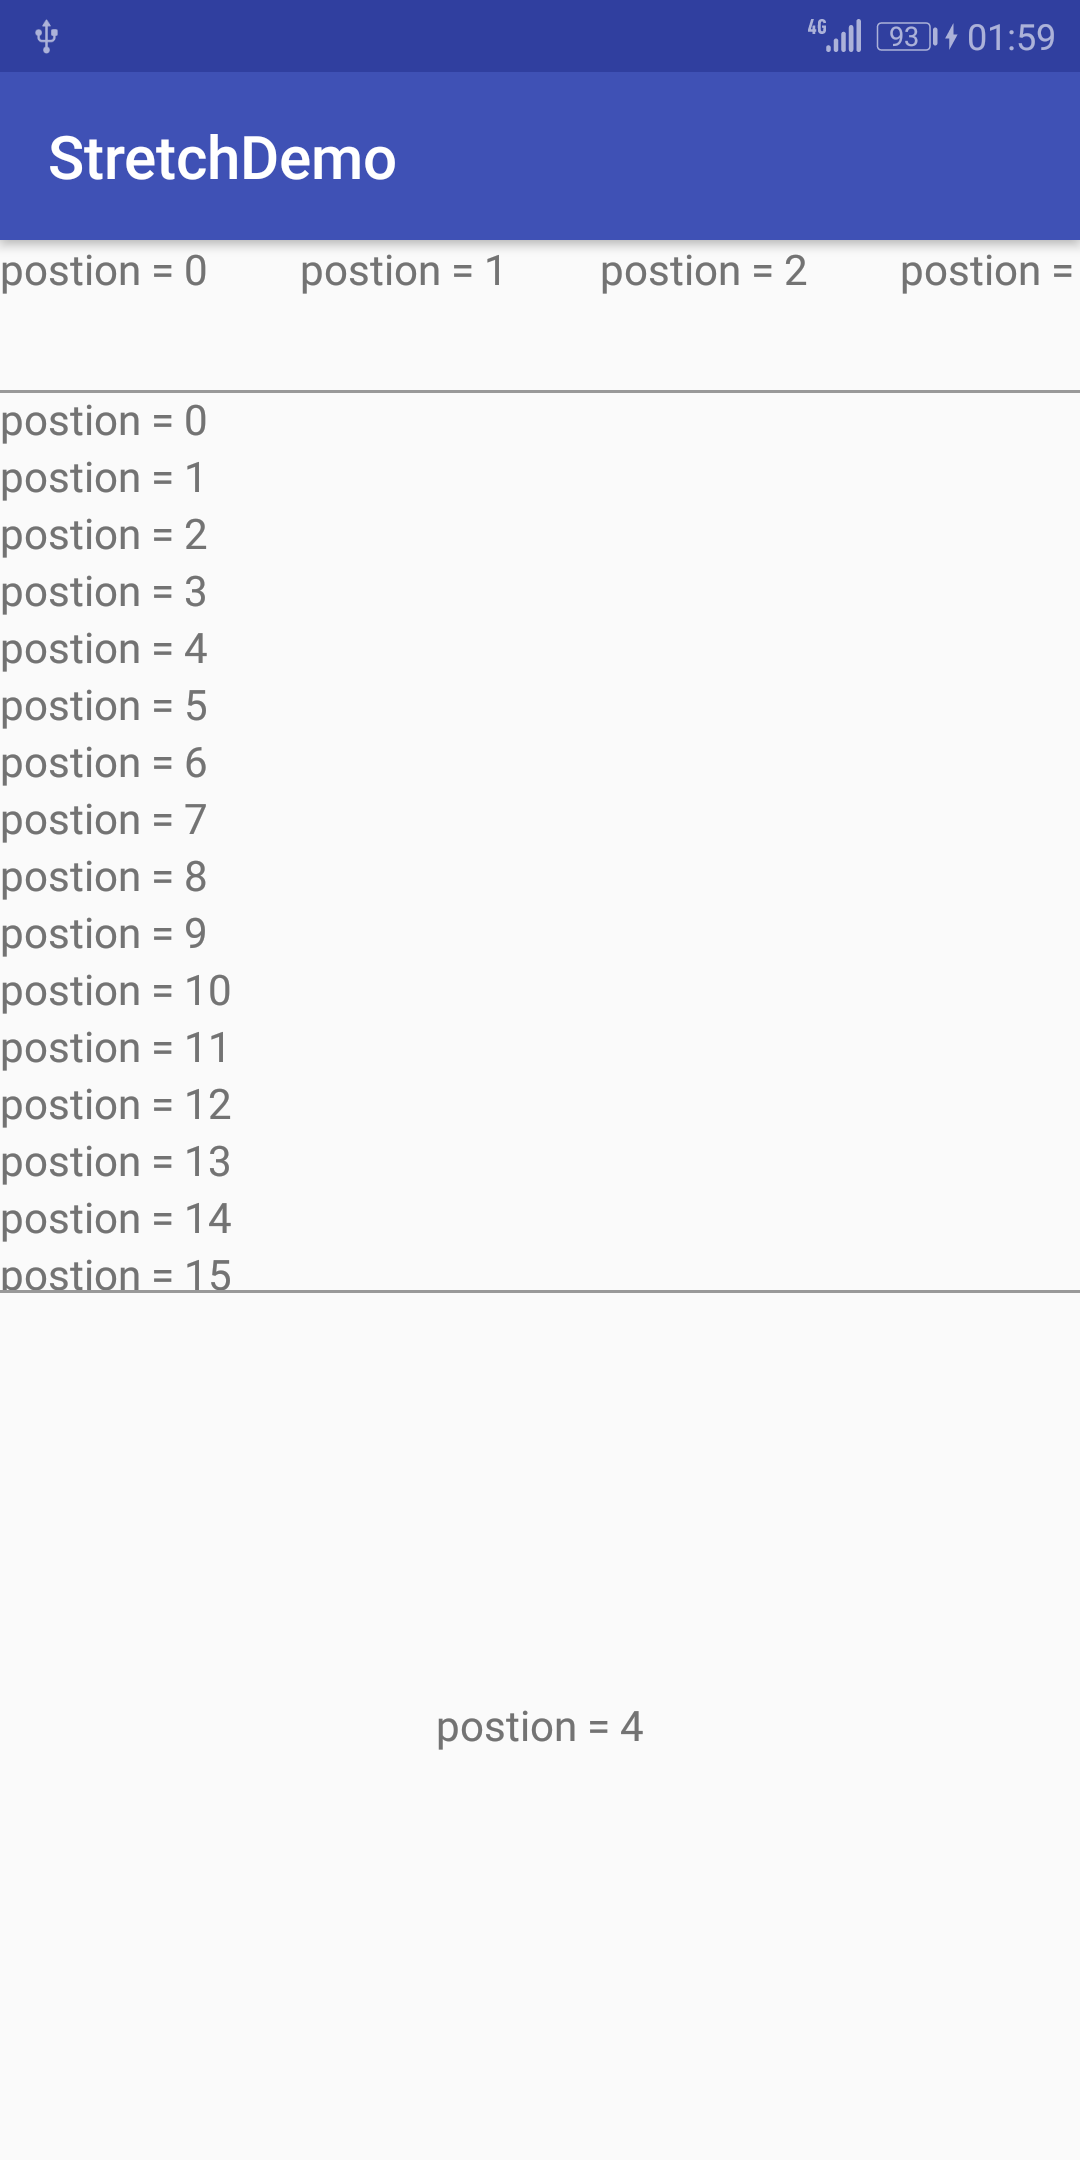 4G 93 01:59
StretchDemo
postion = 0 postion = 1 postion = 2 postion =
postion = 0
postion = 1
postion = 2
postion = 3
postion = 4
postion = 5
postion = 6
postion = 7
postion = 8
postion = 9
postion = 10
postion = 11
postion = 12
postion = 13
postion = 14
postion = 15
postion = 4